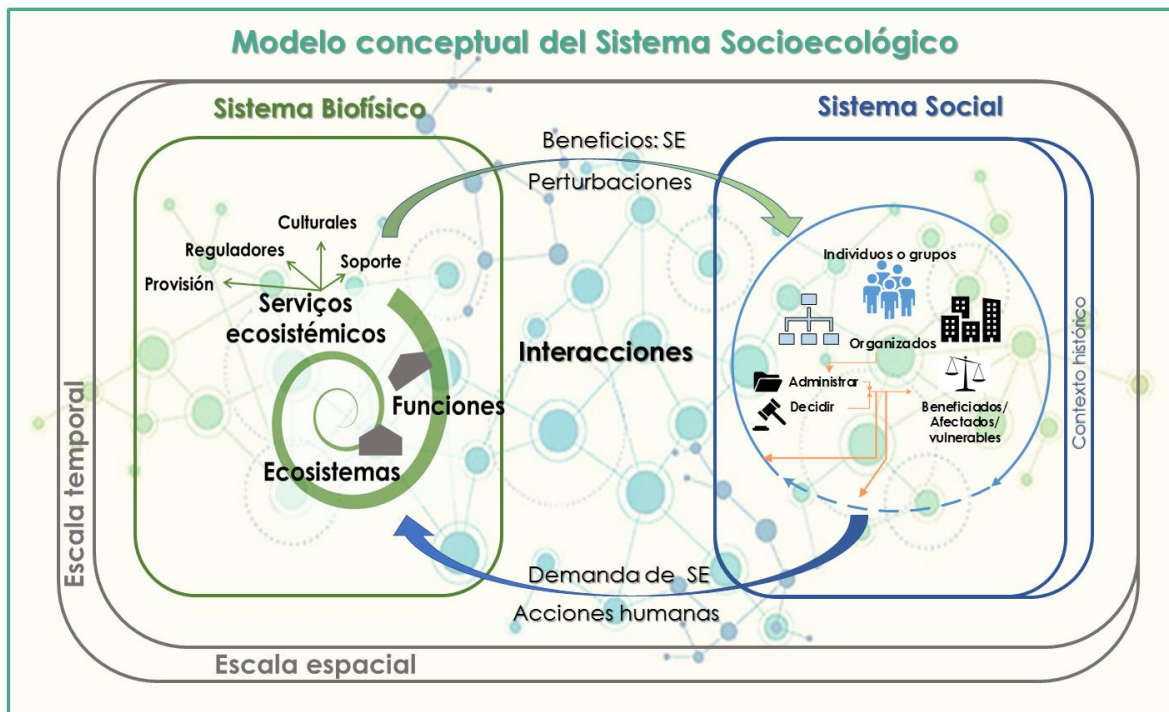 Modelo conceptual del Sistema Socioecológico
Sistema Biofísico
Sistema Social
Beneficios: SE
Perturbaciones
Culturales
Reguladores
Soporte
Provisión
Serviços
ecosistémicos
Funciones
Ecosistemas
Interacciones
Individuos o grupos
Organizados
Administrar
Decidir
Beneficiados/
Afectados/
vulnerables
Contexto histórico
Demanda de SE
Acciones humanas
Escala temporal
Escala espacial